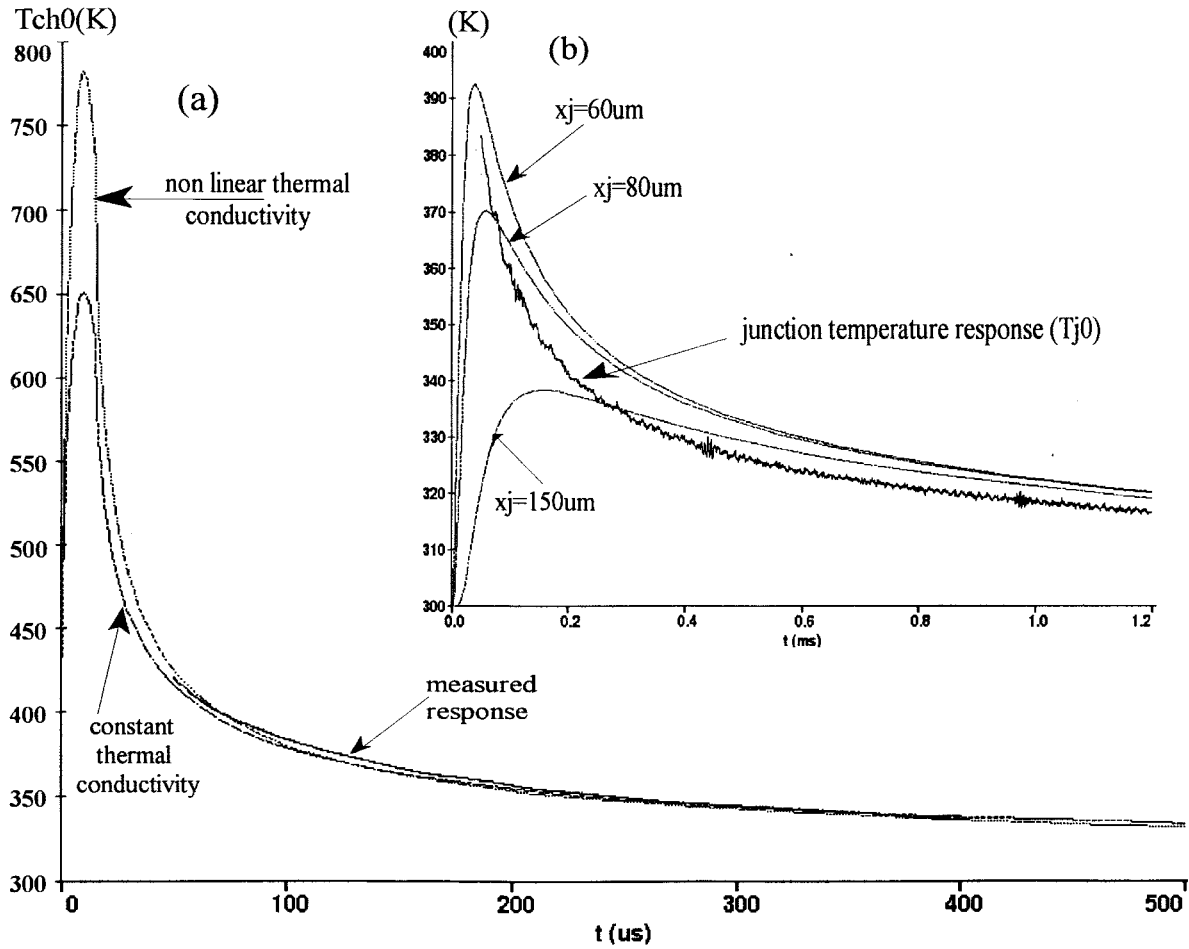 Tch0(K)
800
750
700
650
600
550
500
450
400
350
300
0
100
200
300
400
500
t (us)
(a)
non linear thermal
conductivity
constant
thermal
conductivity
measured
response
(K)
(b)
400
390
380
370
360
350
340
330
320
310
300
0.0
0.2
0.4
0.6
0.8
1.0
1.2
t (ms)
xj=60um
xj=80um
junction temperature response (Tj0)
xj=150um